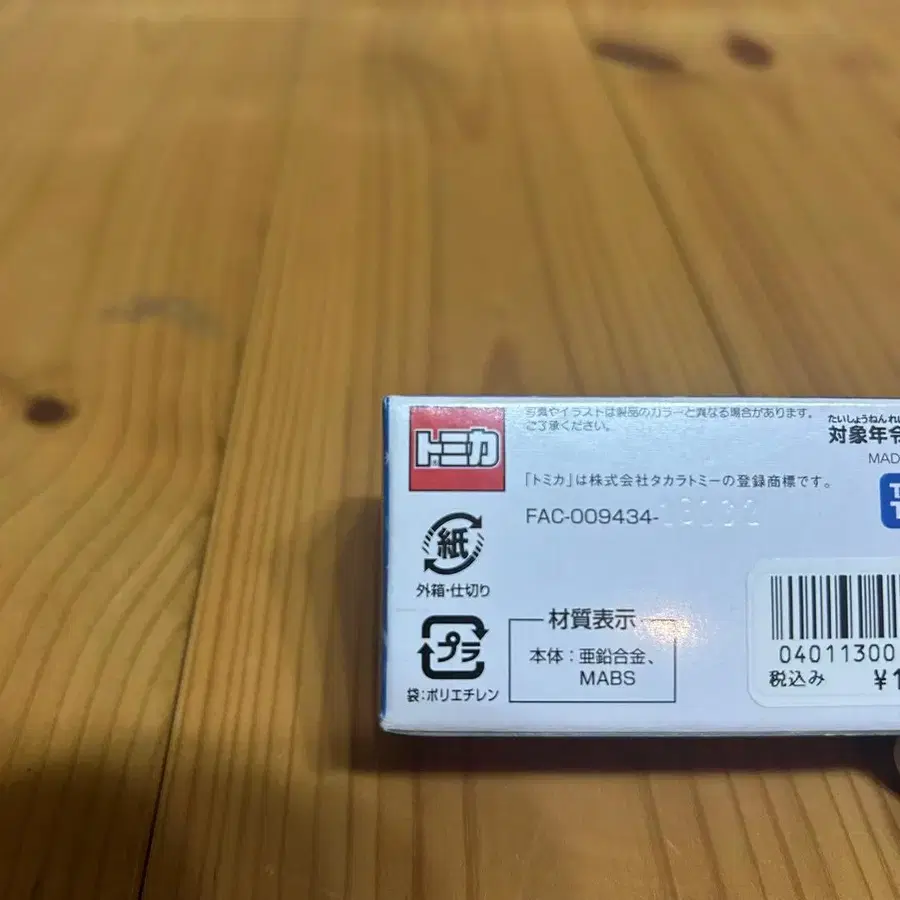 トミカ
写真やイラストは製品のカラーと異なる場合があります。
ご了承ください。
「トミカ」は株式会社タカラトミーの登録商標です。
FAC-009434-
紙
外箱・仕切り
プラ
袋：ポリエチレン
材質表示
本体：亜鉛合金、
MABS
たいしょうねんれい
対象年令
MAD
04011300
税込み
¥1